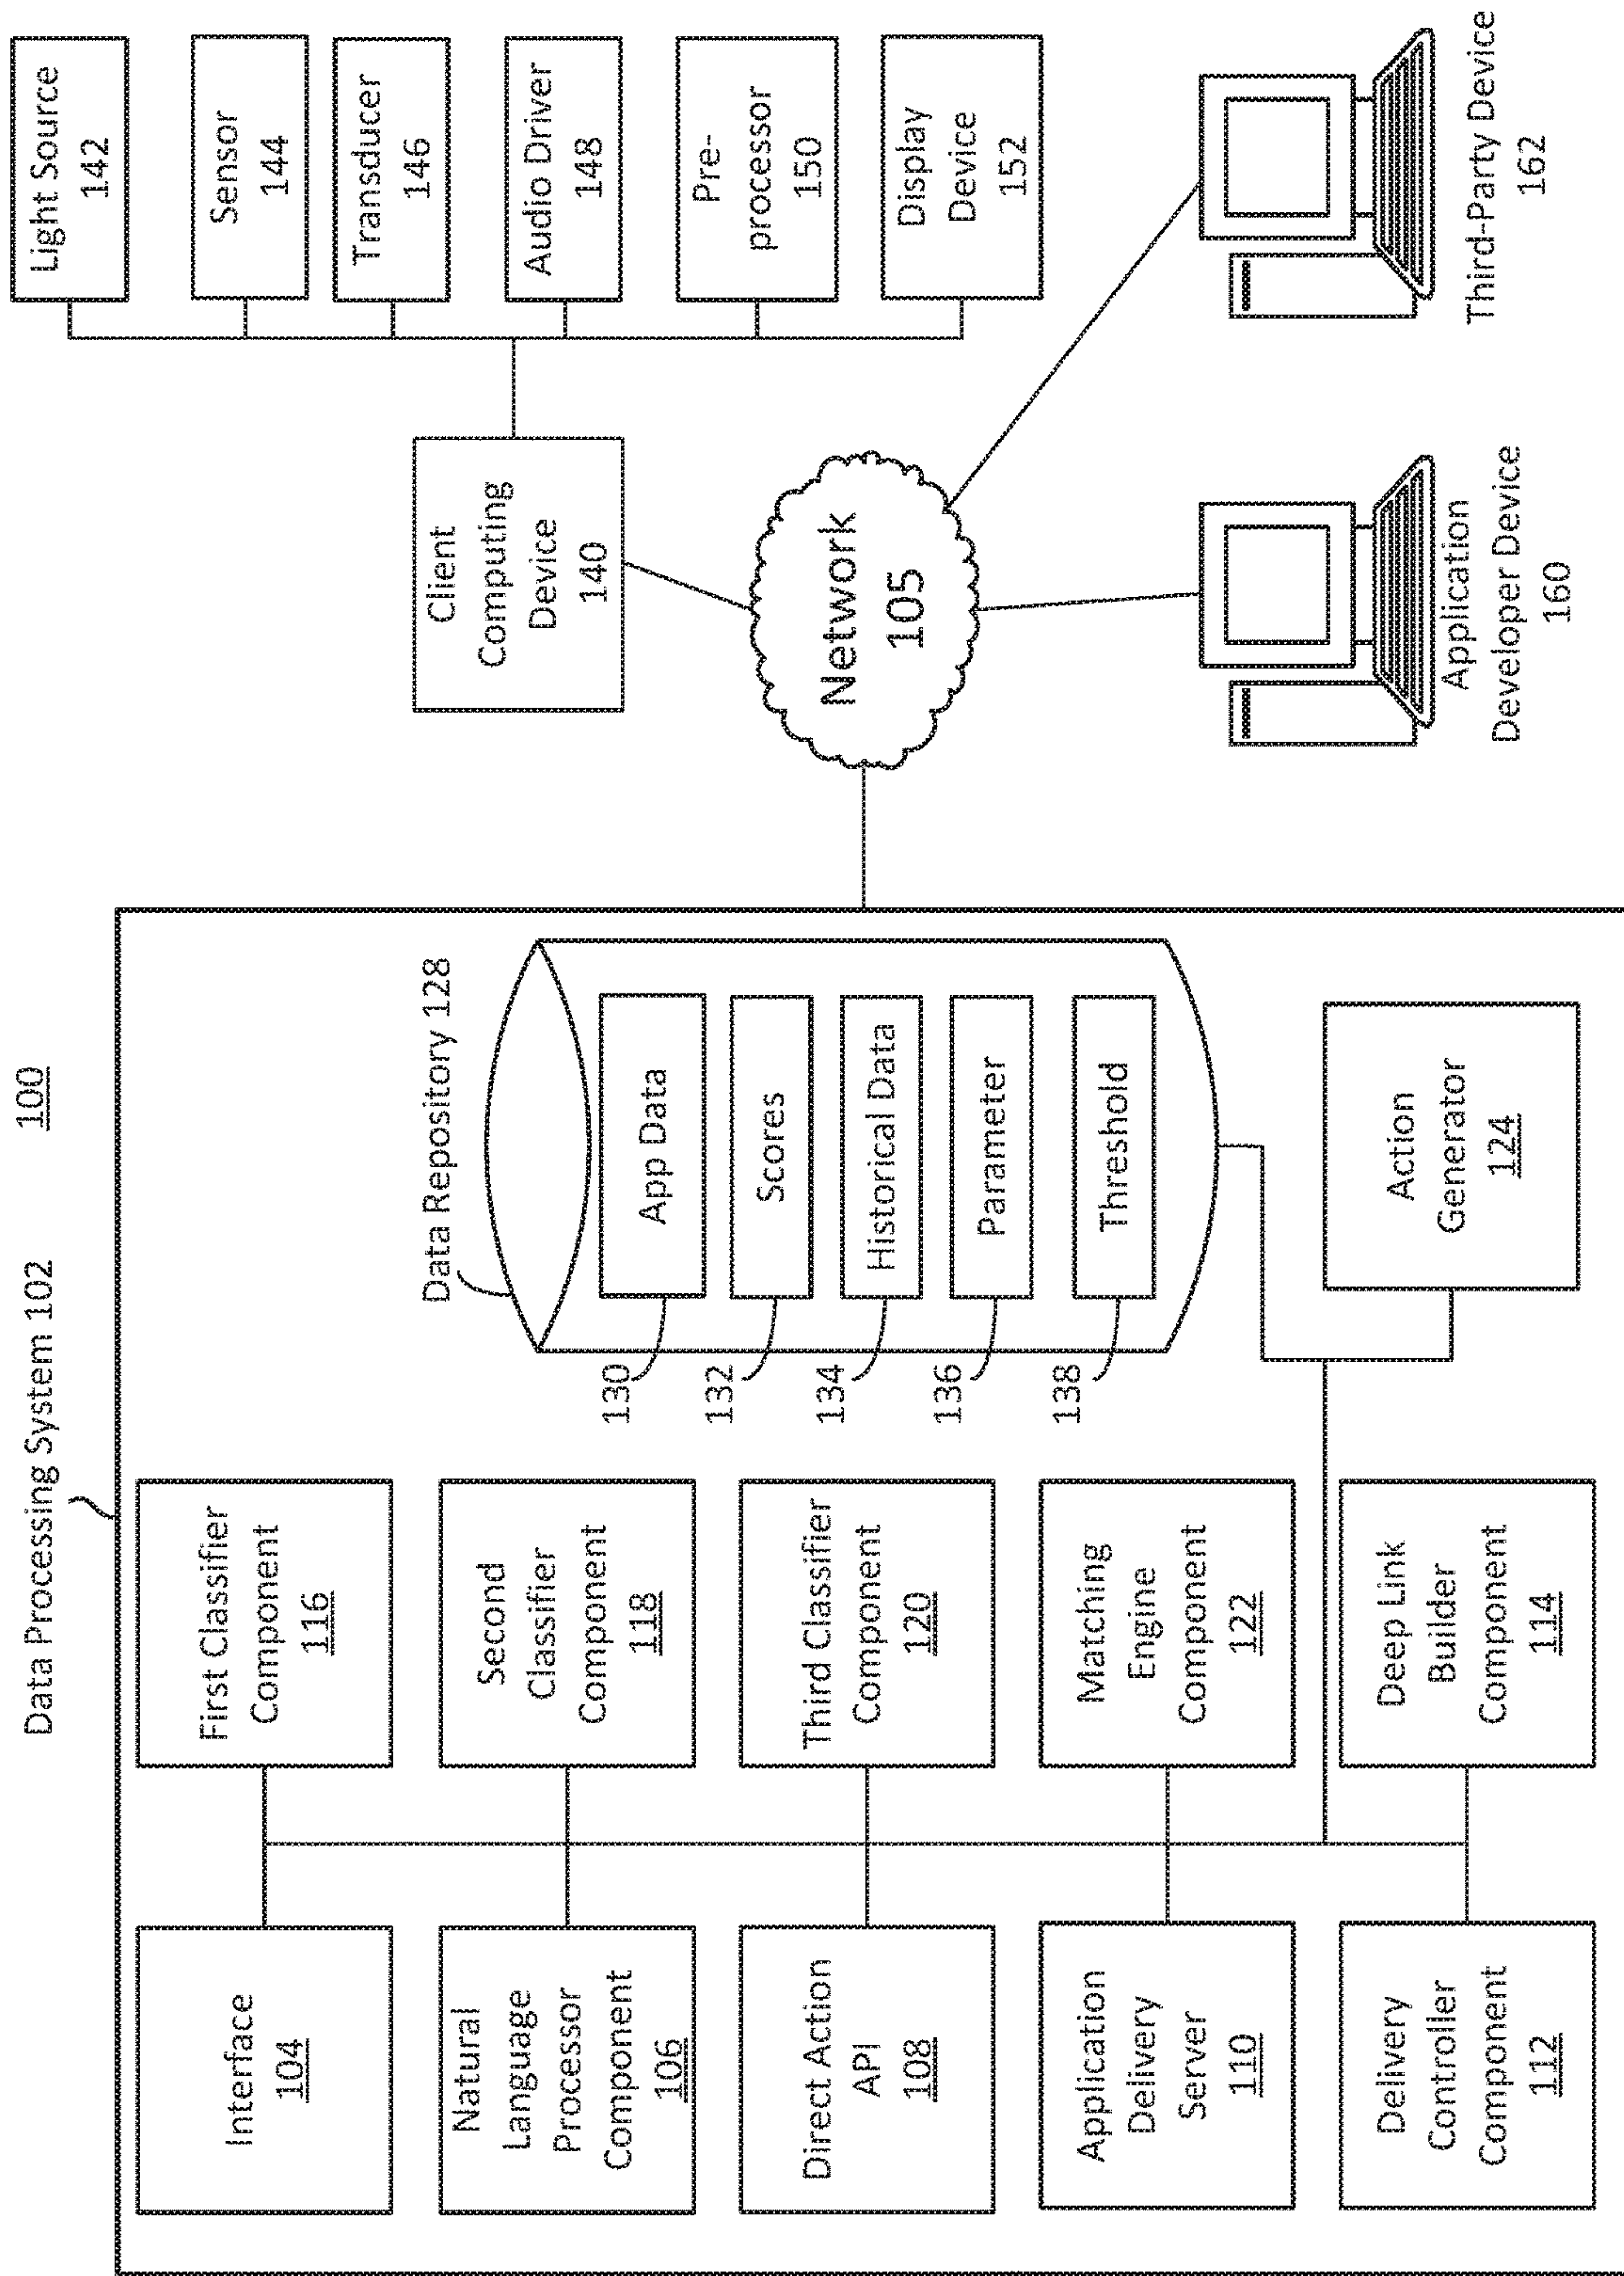 100
Data Processing System 102
Interface
104
Natural
Language
Processor
Component
106
Direct Action
API
108
Application
Delivery
Server
110
Delivery
Controller
Component
112
First Classifier
Component
116
Second
Classifier
Component
118
Third Classifier
Component
120
Matching
Engine
Component
122
Deep Link
Builder
Component
114
Data Repository 128
130
App Data
132
Scores
134
Historical Data
136
Parameter
138
Threshold
Action
Generator
124
Network
105
Client
Computing
Device
140
Light Source
142
Sensor
144
Transducer
146
Audio Driver
148
Pre-
processor
150
Display
Device
152
Application
Developer Device
160
Third-Party Device
162